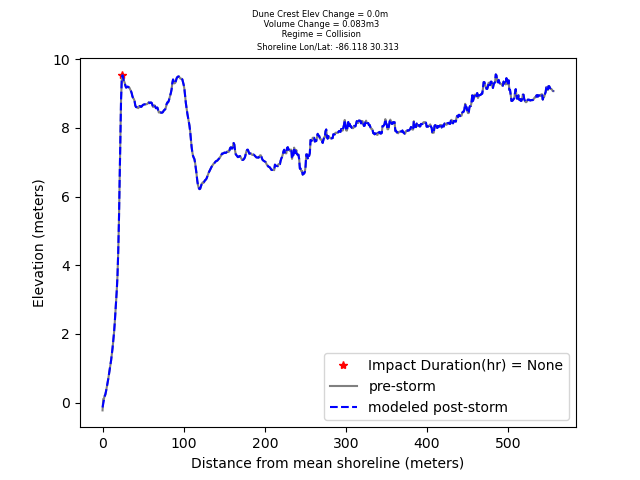 Dune Crest Elev Change = 0.0m
Volume Change = 0.083m3
Regime = Collision
Shoreline Lon/Lat: -86.118 30.313
10
8
6
4
2
0
Elevation (meters)
Impact Duration(hr) = None
pre-storm
modeled post-storm
0 100 200 300 400 500
Distance from mean shoreline (meters)